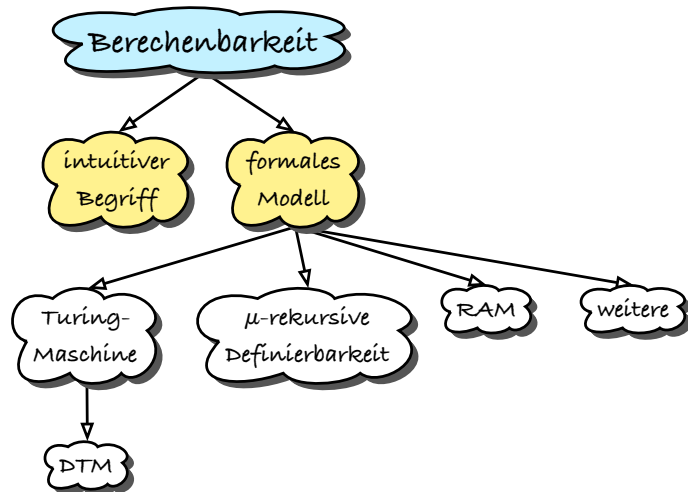 Berechenbarkeit
intuitiver
Begriff
formales
Modell
Turing-
Maschine
μ-rekursive
Definierbarkeit
RAM
weitere
DTM